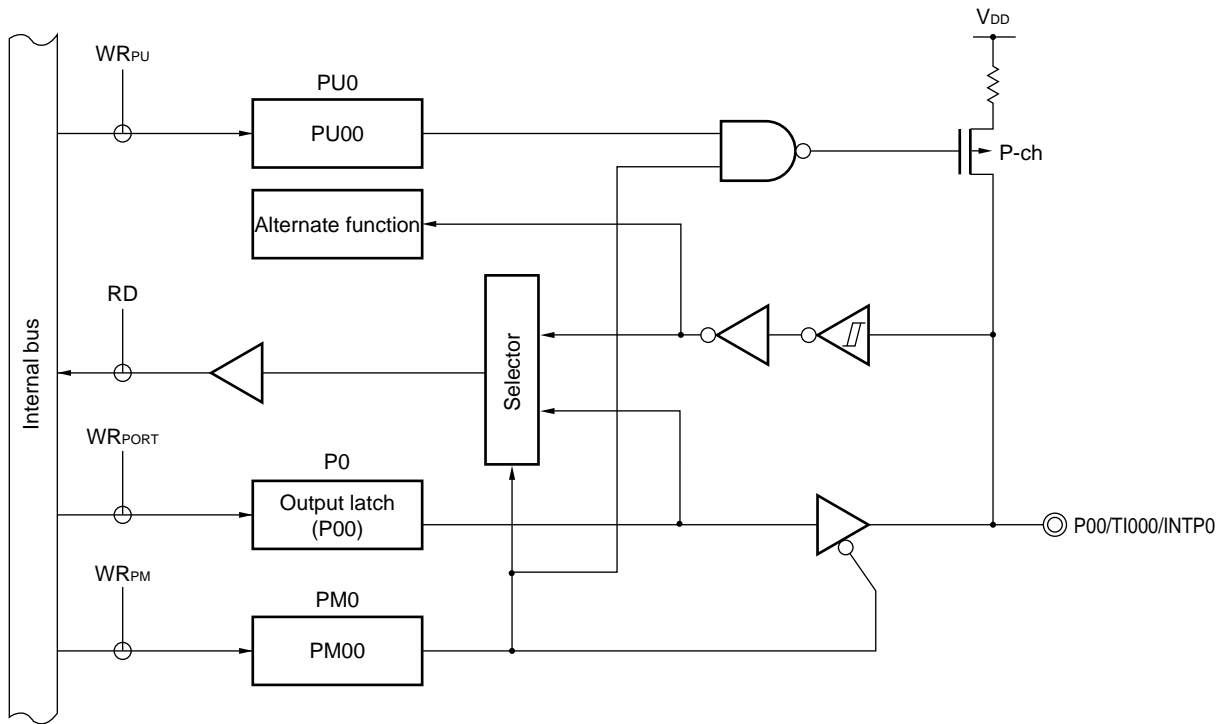 VDD
WRPU
PU0
PU00
P-ch
Alternate function
RD
Internal bus
Selector
WRPORT
P0
Output latch
(P00)
P00/TI000/INTP0
WRPM
PM0
PM00